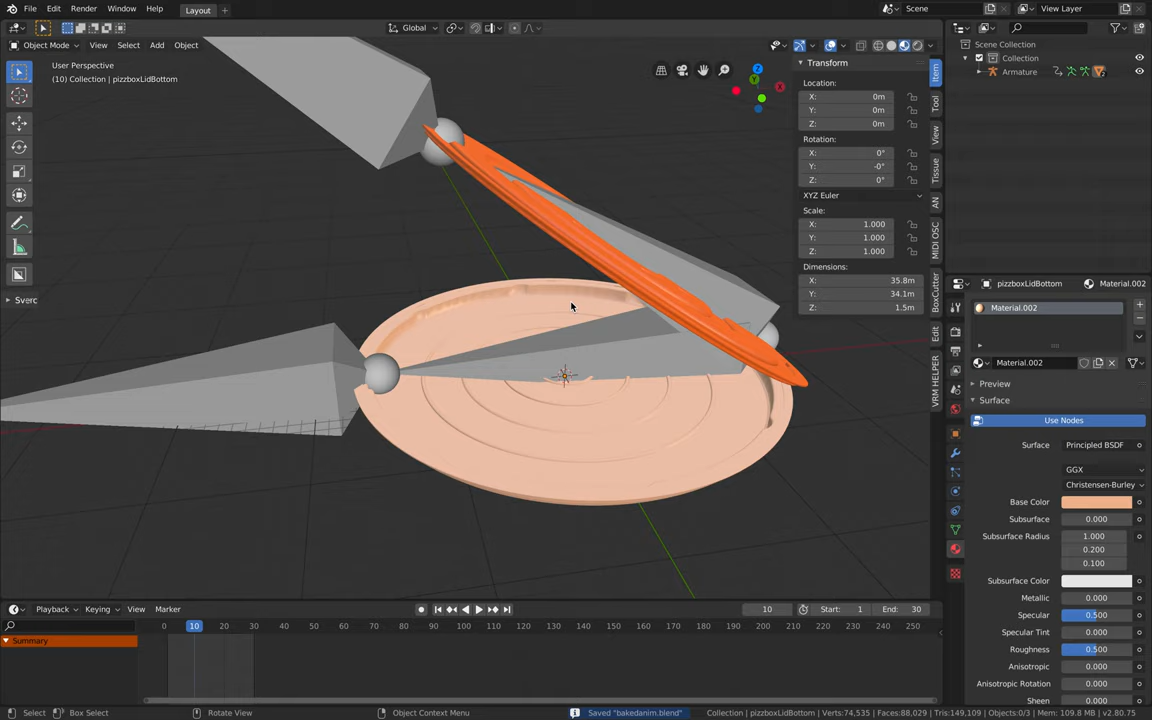 File Edit Render Window Help Layout + Scene View Layer
Global
Object Mode View Select Add Object
User Perspective
(10) Collection | pizzboxLidBottom
Transform
Location:
X: 0m
Y: 0m
Z: 0m
Rotation:
X: 0°
Y: -0°
Z: 0°
XYZ Euler
Scale:
X: 1.000
Y: 1.000
Z: 1.000
Dimensions:
X: 35.8m
Y: 34.1m
Z: 1.5m
Item
Tool
View
Tissue
AN
MIDI OSC
BoxCutter
Edit
VRM HELPER
Sverc
X
Y
Z
Scene Collection
Collection
Armature
pizzboxLidBottom Material.002
Material.002
Material.002
Preview
Surface
Use Nodes
Surface Principled BSDF
GGX
Christensen-Burley
Base Color
Subsurface 0.000
Subsurface Radius 1.000
0.200
0.100
Subsurface Color
Metallic 0.000
Specular 0.500
Specular Tint 0.000
Roughness 0.500
Anisotropic 0.000
Anisotropic Rotation 0.000
Sheen 0.000
Playback Keying View Marker 10 Start: 1 End: 30
0 10 20 30 40 50 60 70 80 90 100 110 120 130 140 150 160 170 180 190 200 210 220 230 240 250
Summary
Select Box Select Rotate View Object Context Menu Saved "bakedanim.blend" Collection | pizzboxLidBottom | Verts:74,535 | Faces:88,029 | Tris:149,109 | Objects:0/3 | Mem: 109.8 MB | v2.80.75